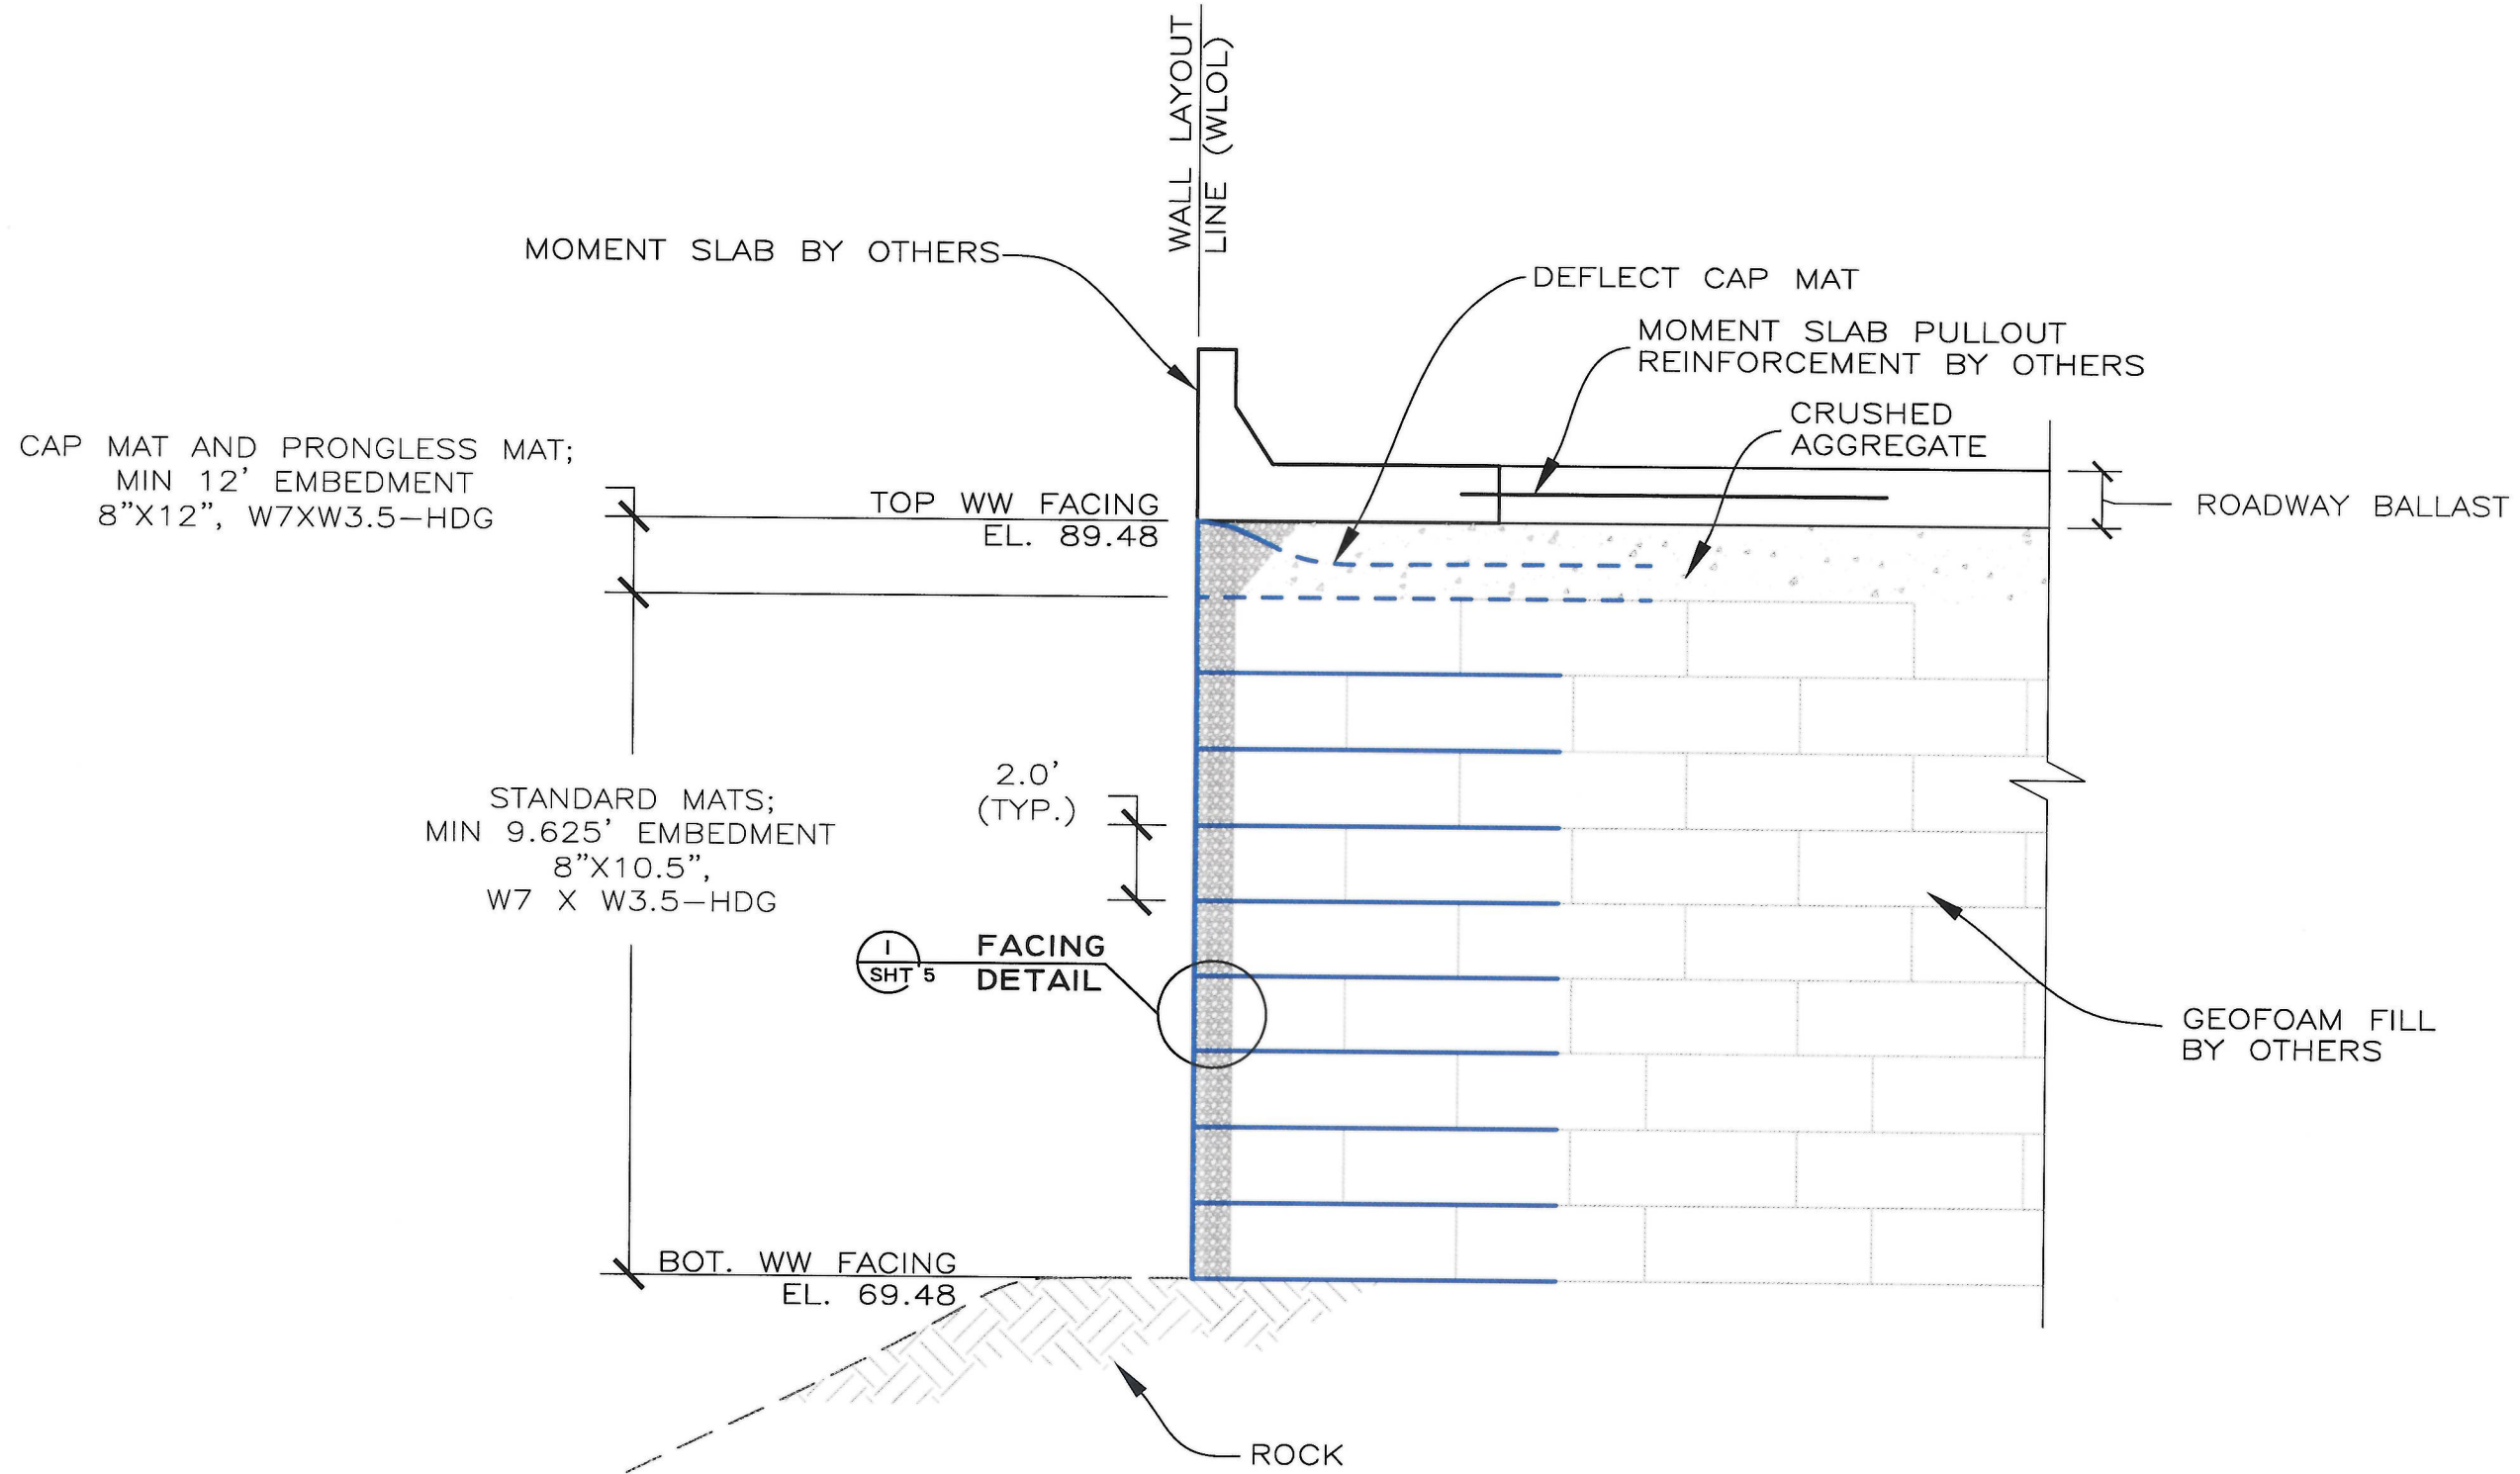 WALL LAYOUT
LINE (WLOL)
MOMENT SLAB BY OTHERS
DEFLECT CAP MAT
MOMENT SLAB PULLOUT
REINFORCEMENT BY OTHERS
CRUSHED
AGGREGATE
CAP MAT AND PRONGLESS MAT;
MIN 12' EMBEDMENT
8"X12", W7XW3.5-HDG
TOP WW FACING
EL. 89.48
ROADWAY BALLAST
2.0'
(TYP.)
STANDARD MATS;
MIN 9.625' EMBEDMENT
8"X10.5",
W7 X W3.5-HDG
1
SHT 5
FACING
DETAIL
GEOFOAM FILL
BY OTHERS
BOT. WW FACING
EL. 69.48
ROCK